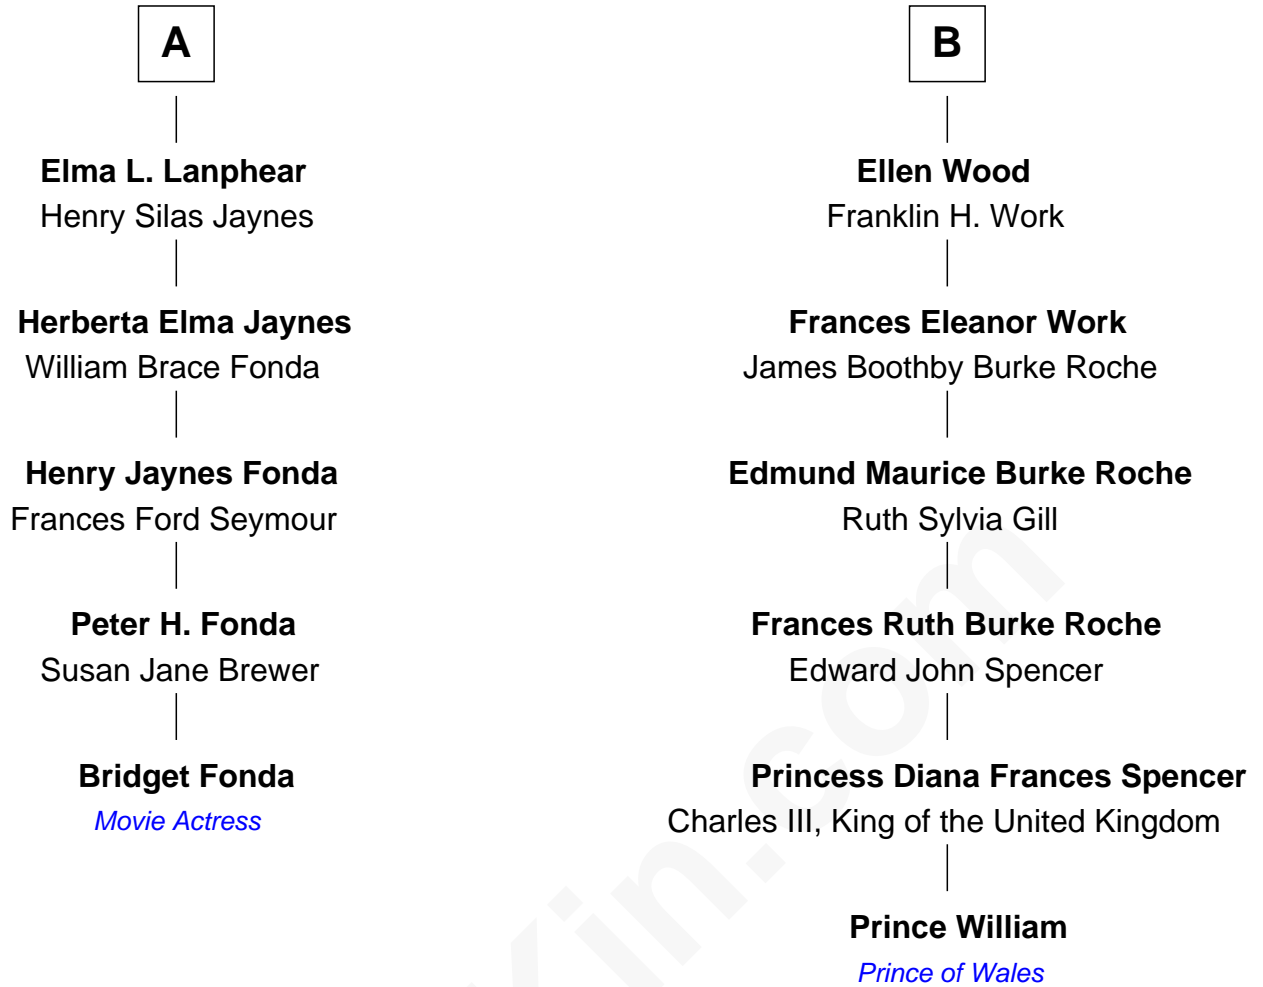 A
B
Elma L. Lanphear
Henry Silas Jaynes
Ellen Wood
Franklin H. Work
Herberta Elma Jaynes
William Brace Fonda
Frances Eleanor Work
James Boothby Burke Roche
Henry Jaynes Fonda
Frances Ford Seymour
Edmund Maurice Burke Roche
Ruth Sylvia Gill
Peter H. Fonda
Susan Jane Brewer
Frances Ruth Burke Roche
Edward John Spencer
Bridget Fonda
Movie Actress
Princess Diana Frances Spencer
Charles III, King of the United Kingdom
Prince William
Prince of Wales